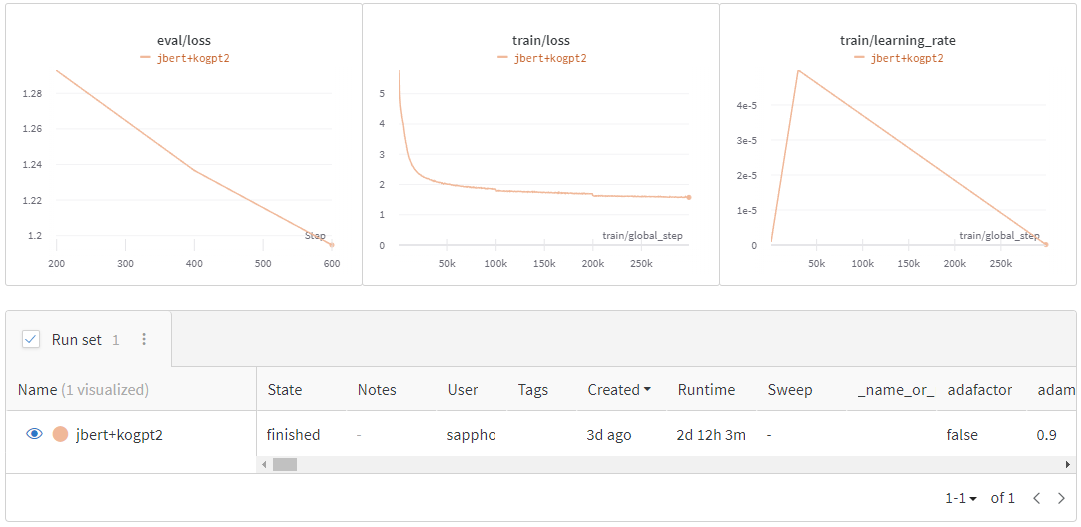 eval/loss
jbert+kogpt2
1.28
1.26
1.24
1.22
1.2
Step
200 300 400 500 600
train/loss
jbert+kogpt2
5
4
3
2
1
0
train/global_step
50k 100k 150k 200k 250k
train/learning_rate
jbert+kogpt2
4e-5
3e-5
2e-5
1e-5
0
train/global_step
50k 100k 150k 200k 250k
Run set 1
Name (1 visualized) State Notes User Tags Created Runtime Sweep _name_or_ adafactor adam
jbert+kogpt2 finished - sappho 3d ago 2d 12h 3m - false 0.9
1-1 of 1